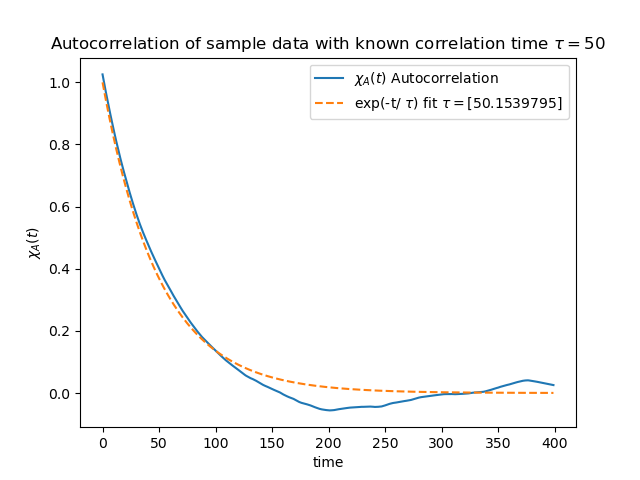 Autocorrelation of sample data with known correlation time τ = 50
χA(t) Autocorrelation
exp(-t/ τ) fit τ = [50.1539795]
1.0
0.8
0.6
0.4
0.2
0.0
χA(t)
0 50 100 150 200 250 300 350 400
time